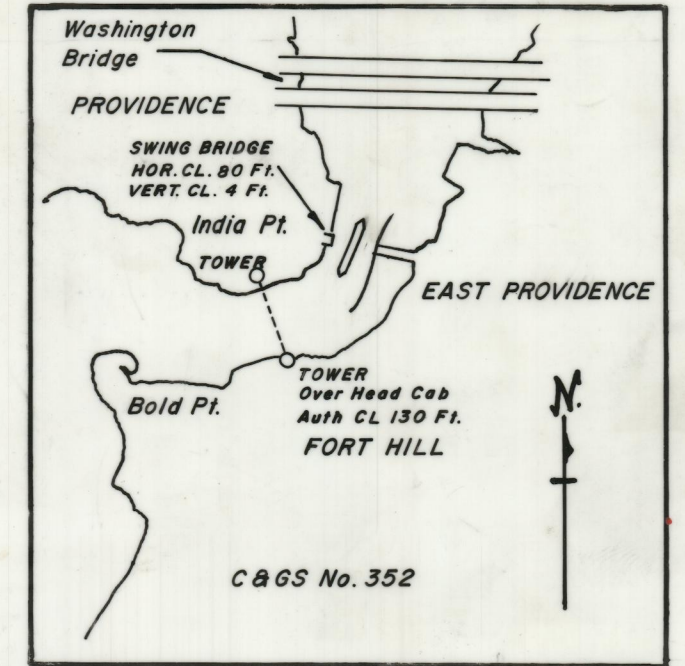 Washington
Bridge
PROVIDENCE
SWING BRIDGE
HOR. CL. 80 Ft.
VERT. CL. 4 Ft.
India Pt.
TOWER
EAST PROVIDENCE
TOWER
Over Head Cab
Auth CL 130 Ft.
Bold Pt.
FORT HILL
N.
C&GS No. 352